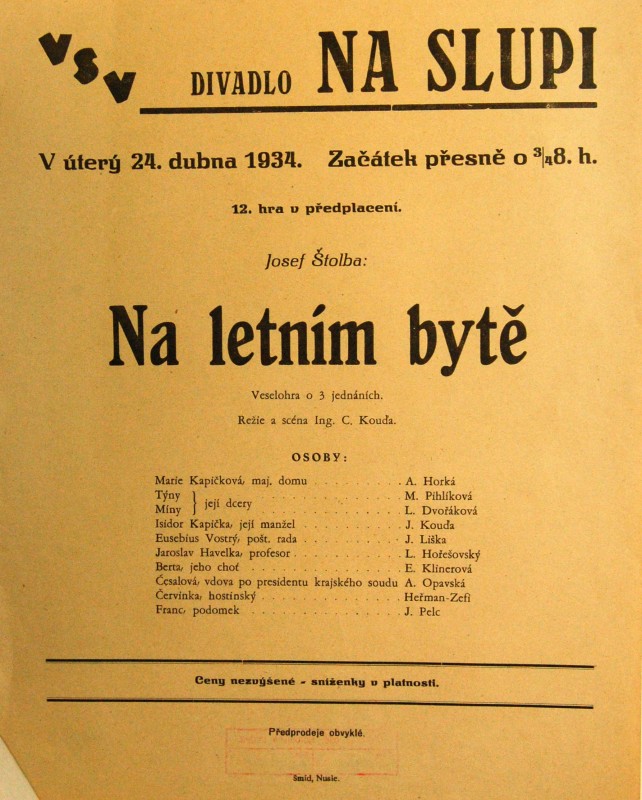 VSV
DIVADLO NA SLUPI
V úterý 24. dubna 1934. Začátek přesně o 3/48. h.
12. hra v předplacení.
Josef Štolba:
Na letním bytě
Veselohra o 3 jednáních.
Režie a scéna Ing. C. Kouďa.
OSOBY:
Marie Kapičková, maj. domu . . . . . . . . A. Horká
Týny } její dcery . . . . . . . . . . . . M. Pihlíková
Míny } . . . . . . . . . . . . L. Dvořáková
Isidor Kapička, její manžel . . . . . . . . . J. Kouďa
Eusebius Vostrý, pošt. rada . . . . . . . . . J. Liška
Jaroslav Havelka, profesor . . . . . . . . . . L. Hořešovský
Berta, jeho choť . . . . . . . . . . . . E. Klinerová
Česalová, vdova po presidentu krajského soudu A. Opavská
Červinka, hostinský . . . . . . . . . . . . Heřman-Zefi
Franc, podomek . . . . . . . . . . . . J. Pelc
Ceny nezvýšené - sníženky v platnosti.
Předprodeje obvyklé.
Šmíd, Nusle.